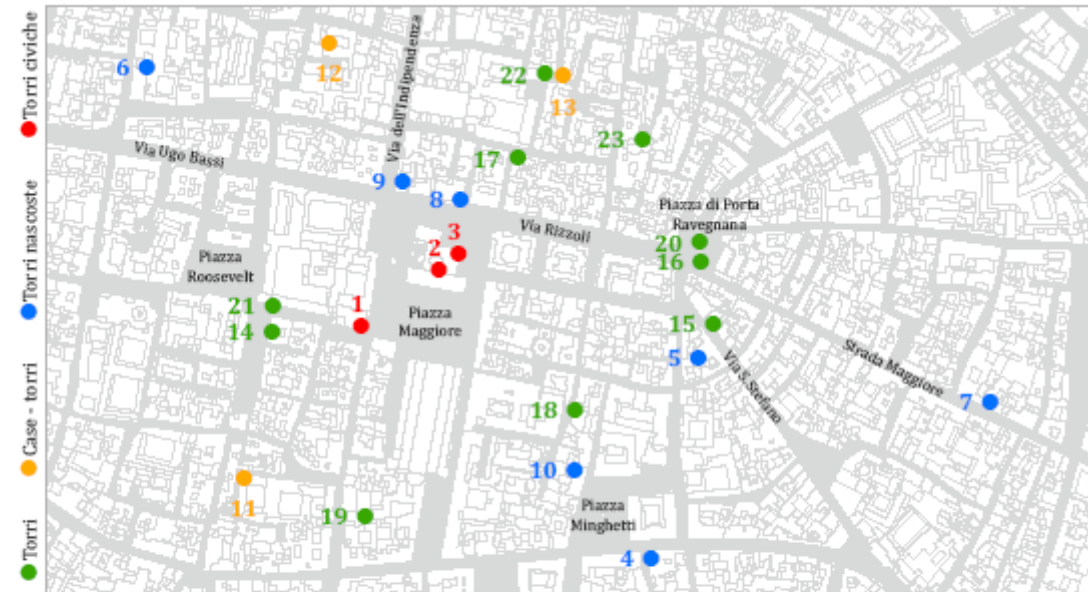 Torri civiche
Torri nascoste
Case - torri
Torri
6
12
Via dell'Indipendenza
22
13
23
Via Ugo Bassi
17
9
8
Piazza di Porta
Ravegnana
Via Rizzoli
3
2
20
16
Piazza
Roosevelt
21
14
1
Piazza
Maggiore
15
5
Via S. Stefano
Strada Maggiore
7
18
10
11
19
Piazza
Minghetti
4